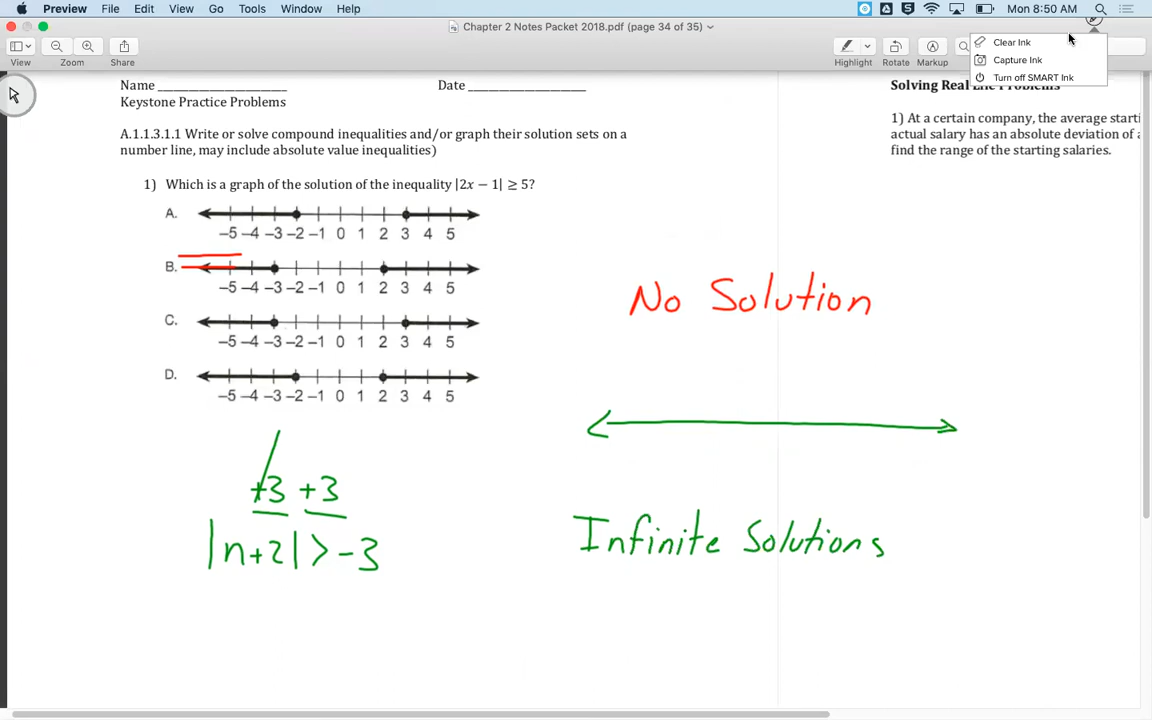 Preview File Edit View Go Tools Window Help Mon 8:50 AM
Chapter 2 Notes Packet 2018.pdf (page 34 of 35)
View Zoom Share Highlight Rotate Markup
Clear Ink
Capture Ink
Turn off SMART Ink
Name Date
Keystone Practice Problems
A.1.1.3.1.1 Write or solve compound inequalities and/or graph their solution sets on a
number line, may include absolute value inequalities)
1) Which is a graph of the solution of the inequality |2x − 1| ≥ 5?
A.
−5 −4 −3 −2 −1 0 1 2 3 4 5
B.
−5 −4 −3 −2 −1 0 1 2 3 4 5
C.
−5 −4 −3 −2 −1 0 1 2 3 4 5
D.
−5 −4 −3 −2 −1 0 1 2 3 4 5
+3 +3
|n+2| > -3
No Solution
Infinite Solutions
Solving Real Problems
1) At a certain company, the average starti
actual salary has an absolute deviation of
find the range of the starting salaries.